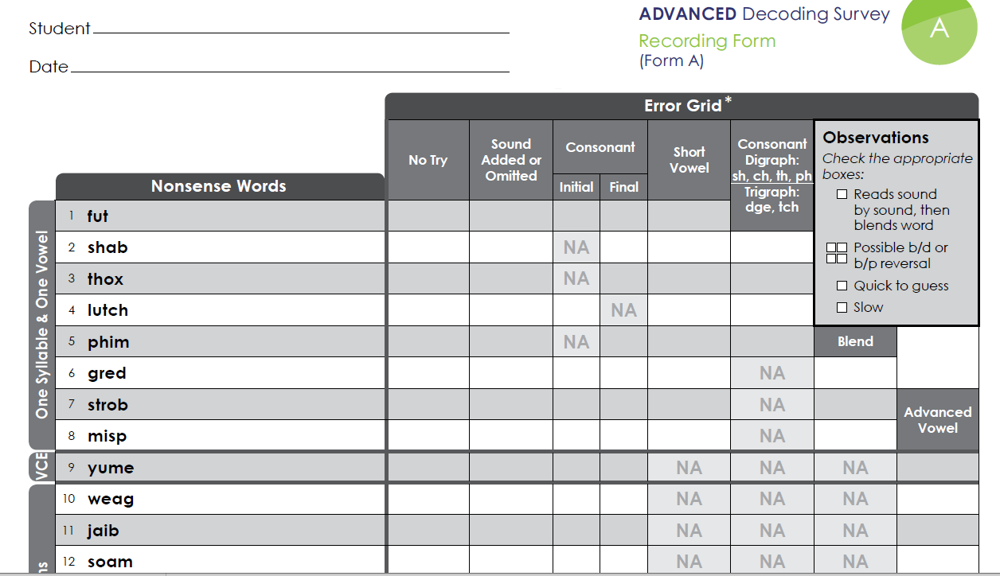 Student
Date
ADVANCED Decoding Survey
Recording Form
(Form A)
A
Error Grid*
No Try
Sound
Added or
Omitted
Consonant
Initial Final
Short
Vowel
Consonant
Digraph:
sh, ch, th, ph
Trigraph:
dge, tch
Observations
Check the appropriate
boxes:
Reads sound
by sound, then
blends word
Possible b/d or
b/p reversal
Quick to guess
Slow
Nonsense Words
One Syllable & One Vowel
1 fut
2 shab NA
3 thox NA
4 lutch NA
5 phim NA Blend
6 gred NA
7 strob NA
Advanced
Vowel
8 misp NA
VCE
9 yume NA NA NA
10 weag NA NA NA
11 jaib NA NA NA
12 soam NA NA NA